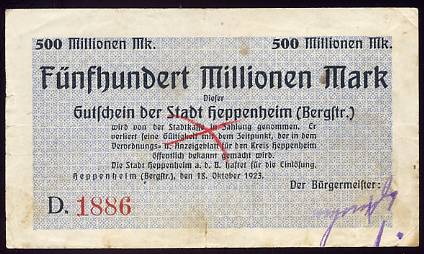 500 Millionen Mk. 500 Millionen Mk.
Fünfhundert Millionen Mark
Dieser
Gutschein der Stadt Heppenheim (Bergstr.)
wird von der Stadtkasse in Zahlung genommen. Er
verliert seine Gültigkeit mit dem Zeitpunkt, der in dem
Verordnungs- u. Anzeigeblatt für den Kreis Heppenheim
öffentlich bekannt gemacht wird.
Die Stadt Heppenheim a. d. B. haftet für die Einlösung.
Heppenheim (Bergstr.), den 18. Oktober 1923.
Der Bürgermeister:
D. 1886